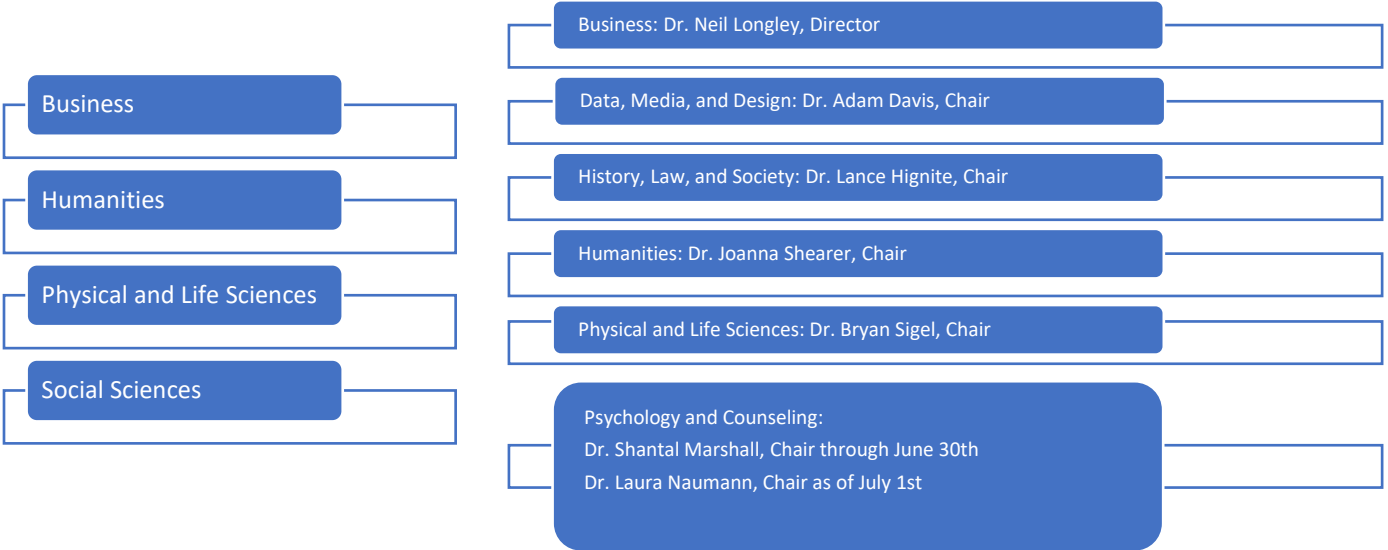 Business
Humanities
Physical and Life Sciences
Social Sciences
Business: Dr. Neil Longley, Director
Data, Media, and Design: Dr. Adam Davis, Chair
History, Law, and Society: Dr. Lance Hignite, Chair
Humanities: Dr. Joanna Shearer, Chair
Physical and Life Sciences: Dr. Bryan Sigel, Chair
Psychology and Counseling:
Dr. Shantal Marshall, Chair through June 30th
Dr. Laura Naumann, Chair as of July 1st